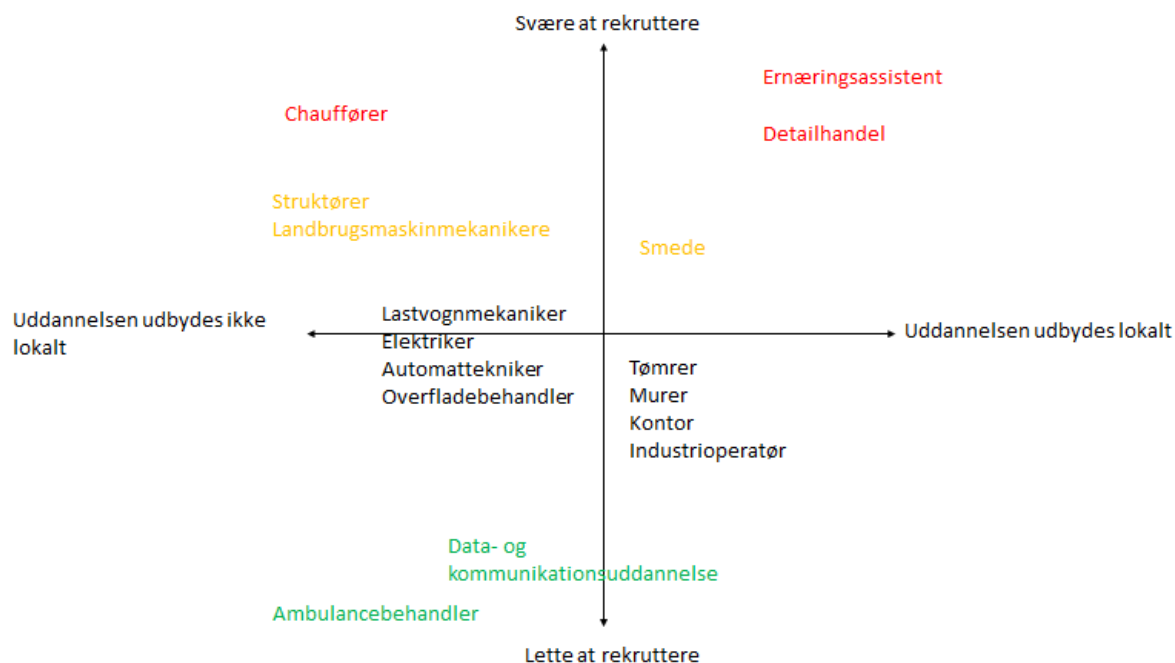 Svære at rekruttere
Ernæringsassistent
Chauffører
Detailhandel
Struktører
Landbrugsmaskinmekanikere
Smede
Uddannelsen udbydes ikke
lokalt
Lastvognmekaniker
Elektriker
Automattekniker
Overfladebehandler
Uddannelsen udbydes lokalt
Tømrer
Murer
Kontor
Industrioperatør
Data- og
kommunikationsuddannelse
Ambulancebehandler
Lette at rekruttere